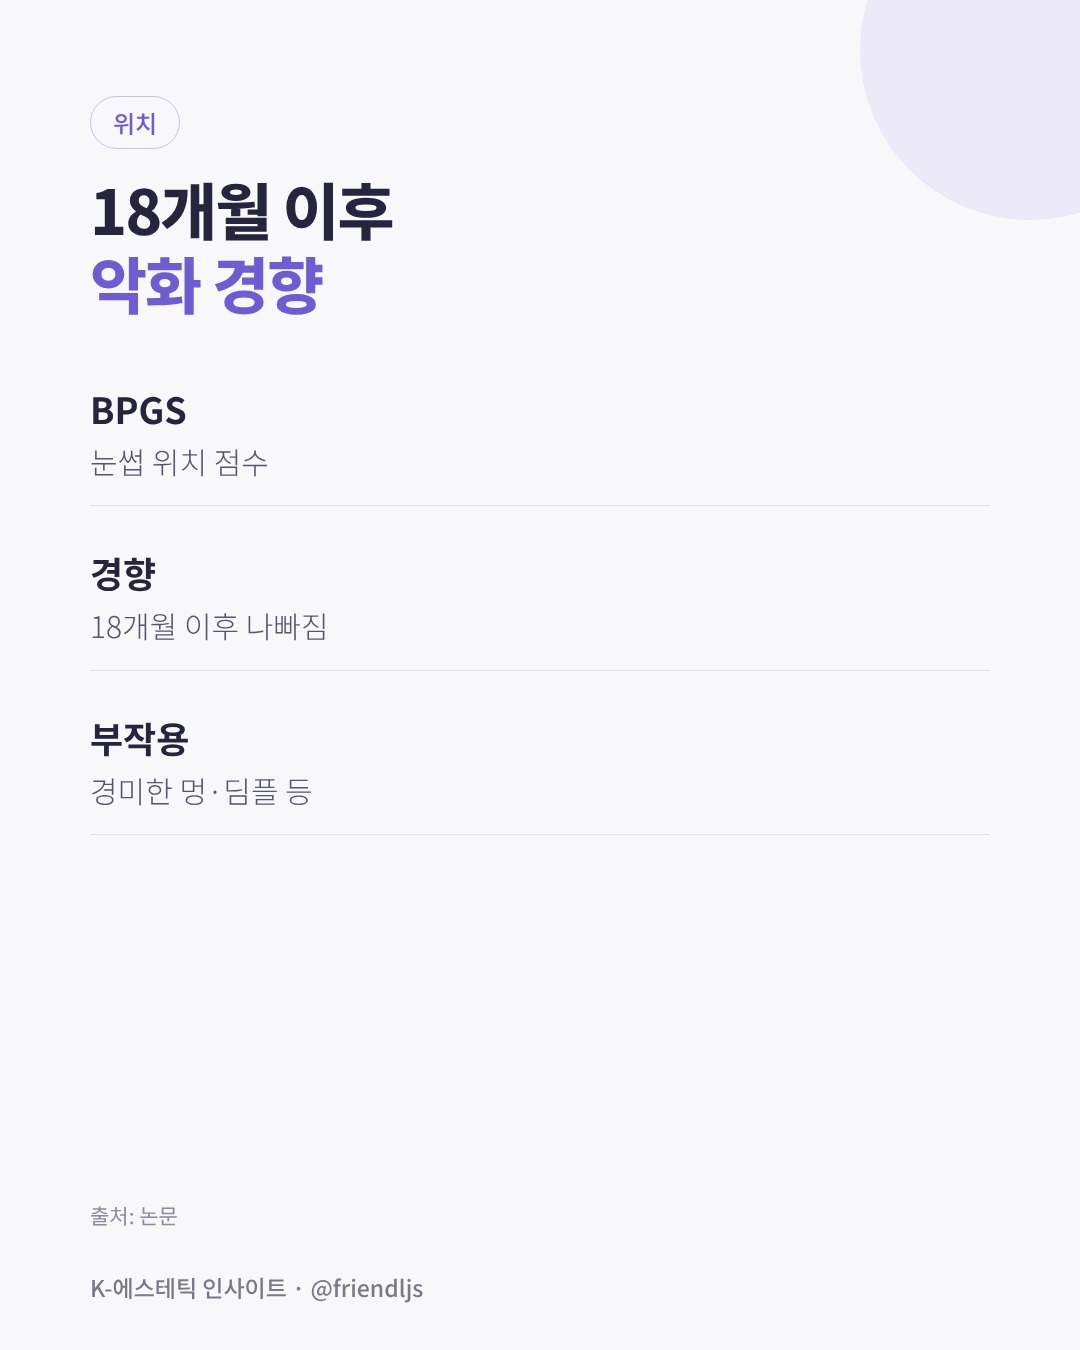 위치
18개월 이후
악화 경향
BPGS
눈썹 위치 점수
경향
18개월 이후 나빠짐
부작용
경미한 멍·딤플 등
출처: 논문
K-에스테틱 인사이트 · @friendljs